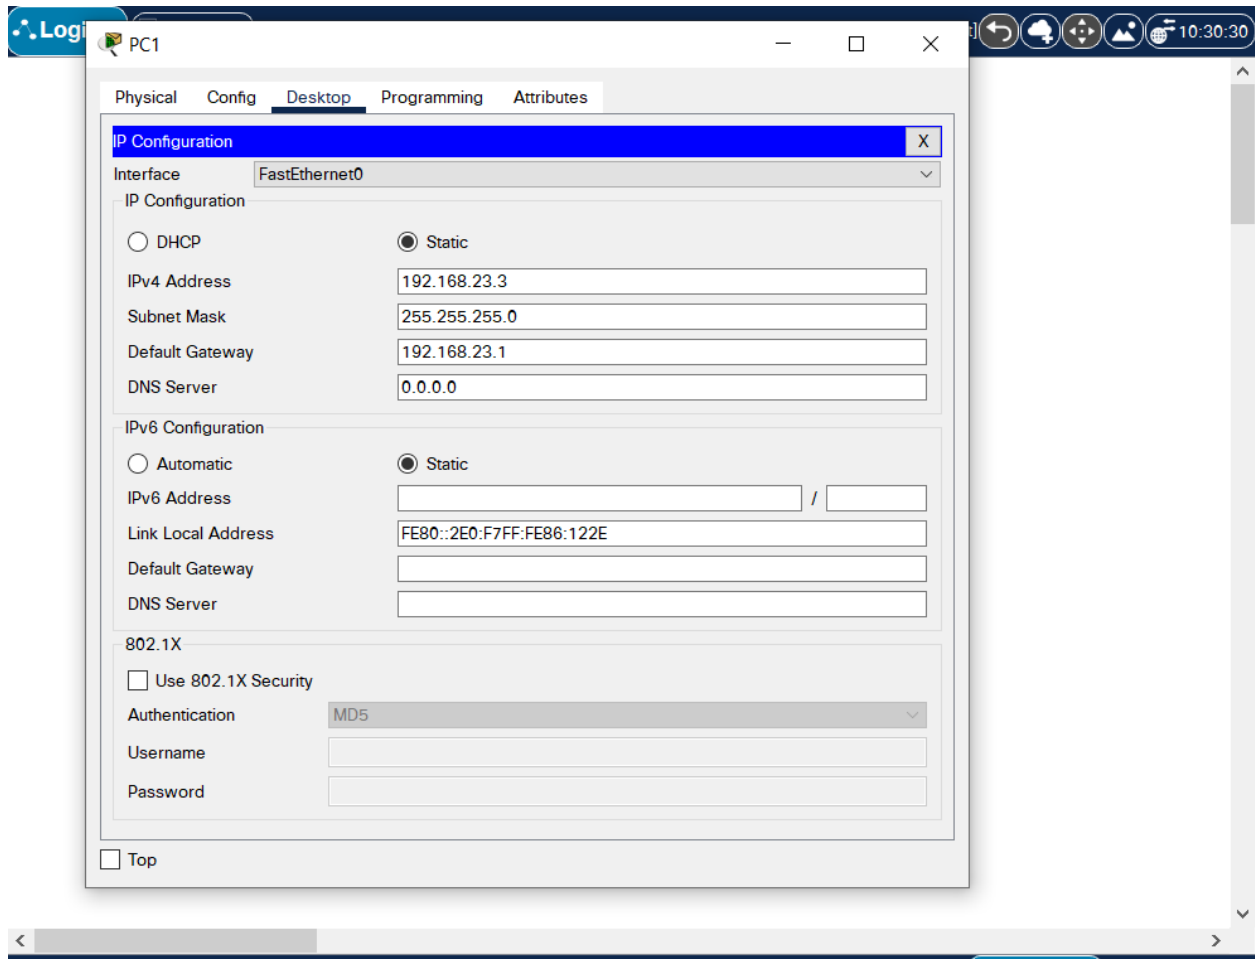 Logi
PC1
10:30:30
Physical Config Desktop Programming Attributes
IP Configuration X
Interface FastEthernet0
IP Configuration
DHCP Static
IPv4 Address 192.168.23.3
Subnet Mask 255.255.255.0
Default Gateway 192.168.23.1
DNS Server 0.0.0.0
IPv6 Configuration
Automatic Static
IPv6 Address /
Link Local Address FE80::2E0:F7FF:FE86:122E
Default Gateway
DNS Server
802.1X
Use 802.1X Security
Authentication MD5
Username
Password
Top